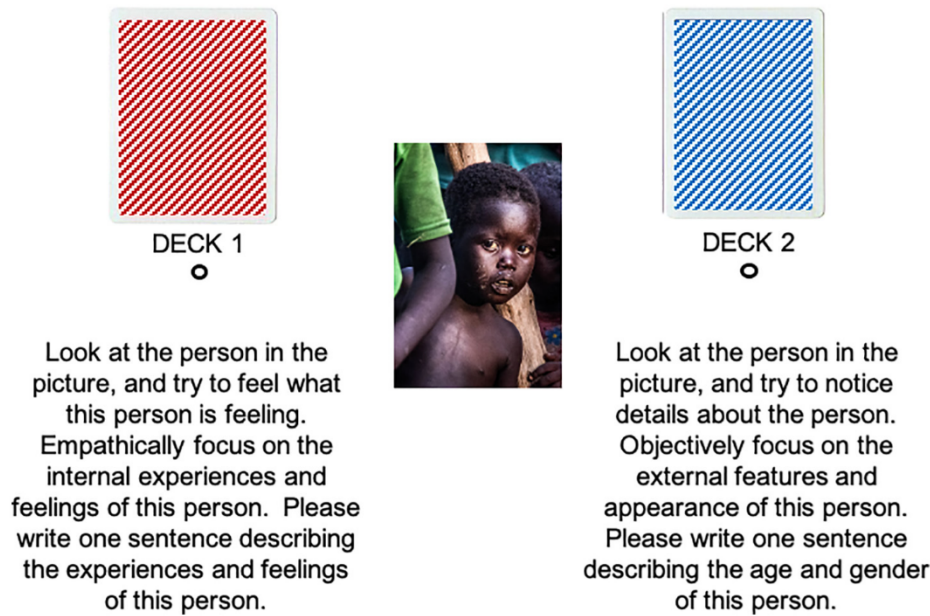 DECK 1
Look at the person in the
picture, and try to feel what
this person is feeling.
Empathically focus on the
internal experiences and
feelings of this person.  Please
write one sentence describing
the experiences and feelings
of this person.
DECK 2
Look at the person in the
picture, and try to notice
details about the person.
Objectively focus on the
external features and
appearance of this person.
Please write one sentence
describing the age and gender
of this person.